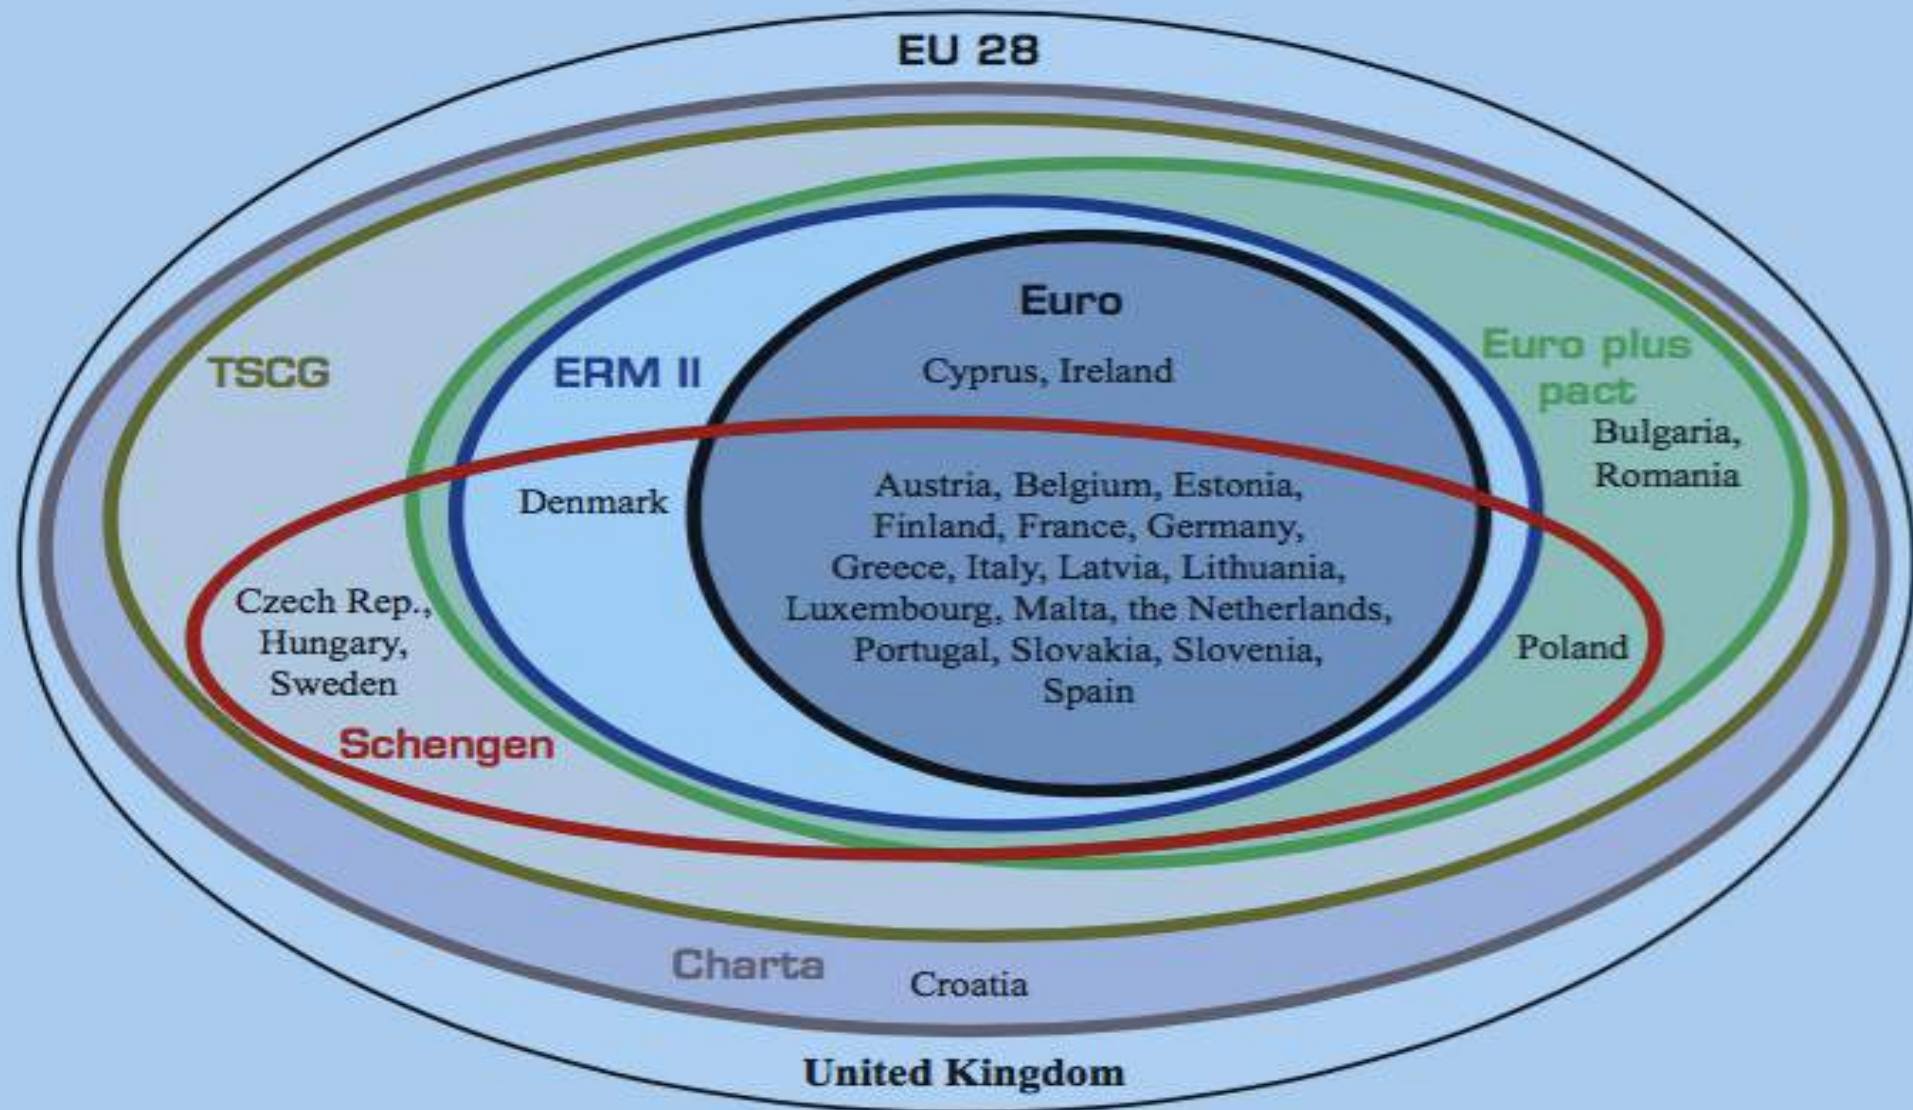 EU 28
Euro
TSCG
ERM II
Cyprus, Ireland
Euro plus
pact
Bulgaria,
Romania
Denmark
Austria, Belgium, Estonia,
Finland, France, Germany,
Greece, Italy, Latvia, Lithuania,
Luxembourg, Malta, the Netherlands,
Portugal, Slovakia, Slovenia,
Spain
Czech Rep.,
Hungary,
Sweden
Poland
Schengen
Charta
Croatia
United Kingdom